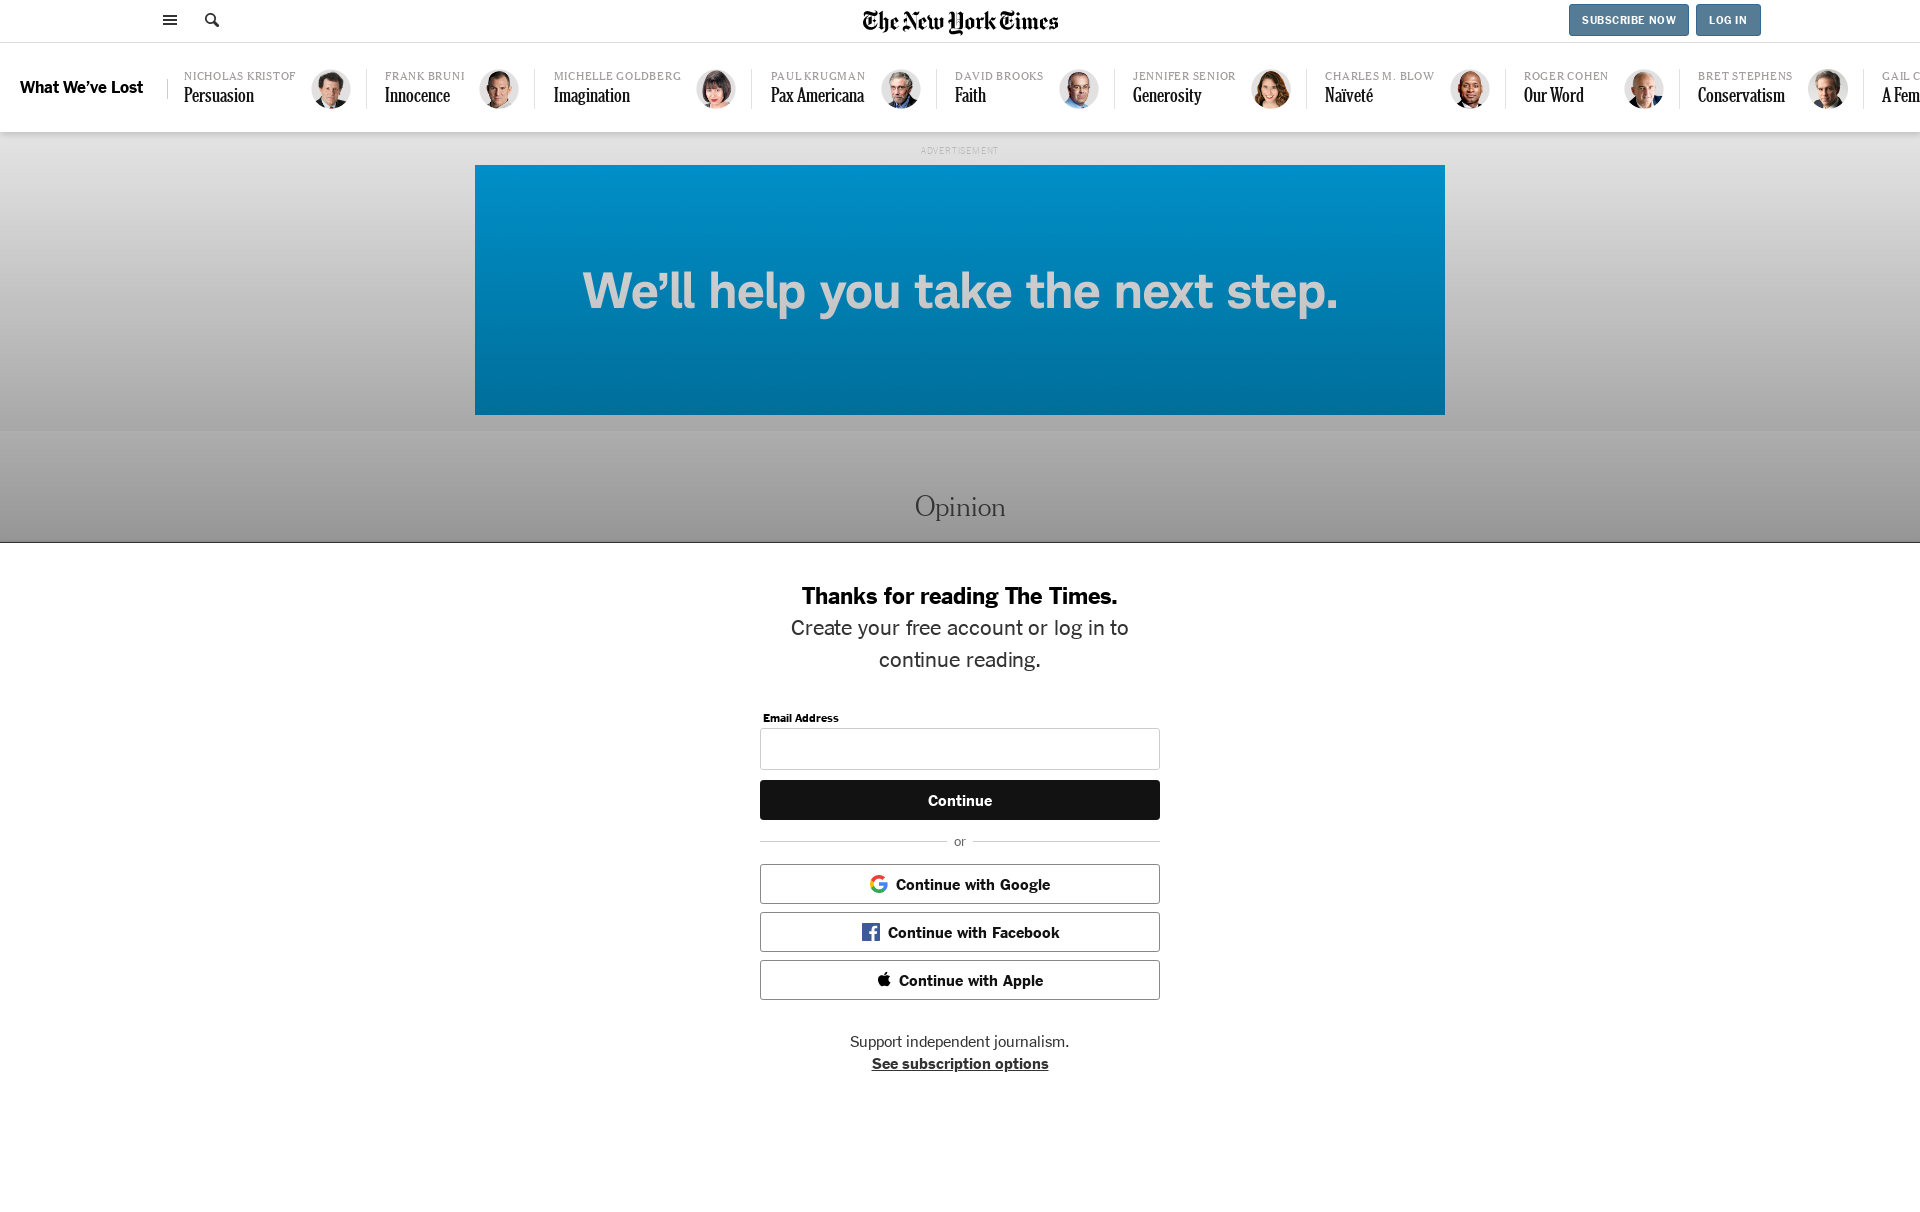 The New York Times
SUBSCRIBE NOW
LOG IN
What We’ve Lost
NICHOLAS KRISTOF
Persuasion
FRANK BRUNI
Innocence
MICHELLE GOLDBERG
Imagination
PAUL KRUGMAN
Pax Americana
DAVID BROOKS
Faith
JENNIFER SENIOR
Generosity
CHARLES M. BLOW
Naïveté
ROGER COHEN
Our Word
BRET STEPHENS
Conservatism
GAIL C
A Fem
ADVERTISEMENT
We’ll help you take the next step.
Opinion
Thanks for reading The Times.
Create your free account or log in to
continue reading.
Email Address
Continue
or
Continue with Google
Continue with Facebook
Continue with Apple
Support independent journalism.
See subscription options